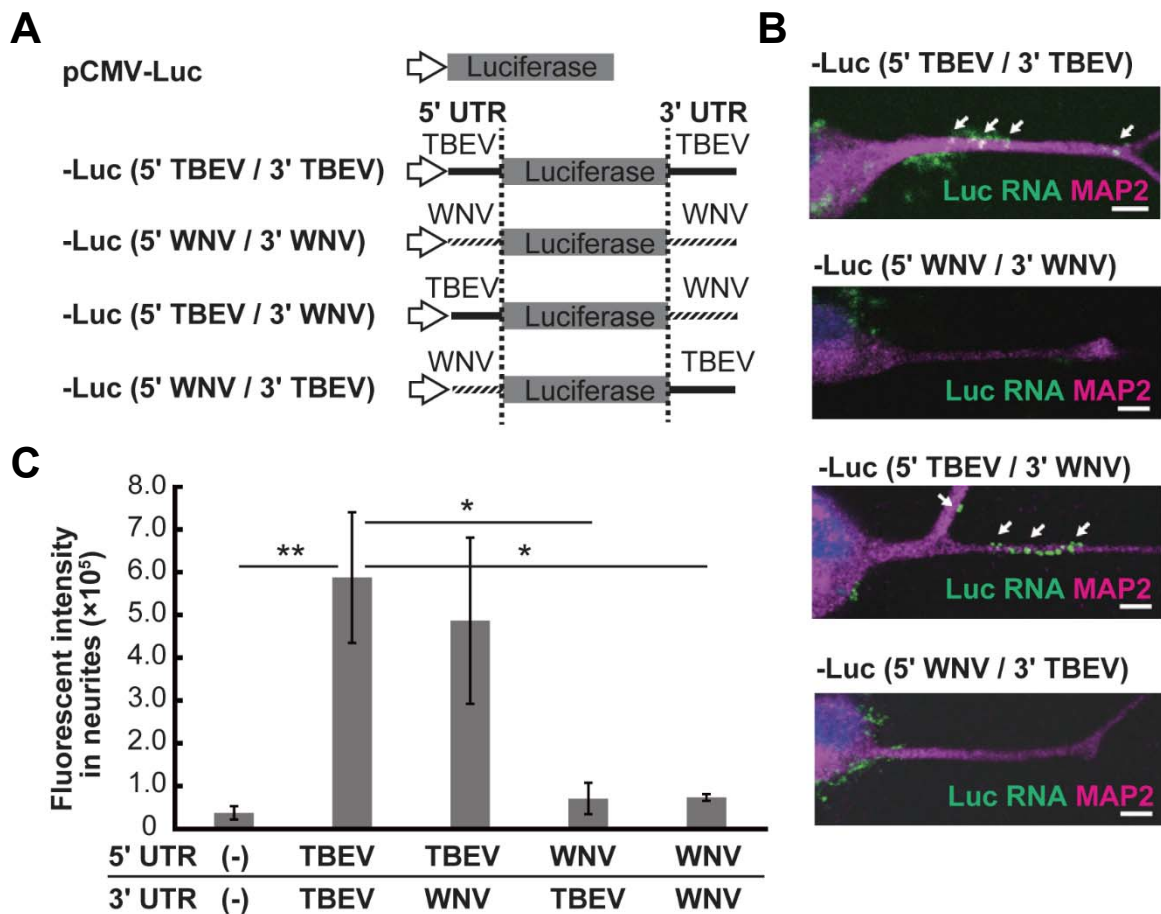 A
pCMV-Luc
Luciferase
5' UTR
3' UTR
TBEV
TBEV
-Luc (5' TBEV / 3' TBEV)
Luciferase
WNV
WNV
-Luc (5' WNV / 3' WNV)
Luciferase
TBEV
WNV
-Luc (5' TBEV / 3' WNV)
Luciferase
WNV
TBEV
-Luc (5' WNV / 3' TBEV)
Luciferase
B
-Luc (5' TBEV / 3' TBEV)
Luc RNA MAP2
-Luc (5' WNV / 3' WNV)
Luc RNA MAP2
-Luc (5' TBEV / 3' WNV)
Luc RNA MAP2
-Luc (5' WNV / 3' TBEV)
Luc RNA MAP2
C
Fluorescent intensity
in neurites (×10⁵)
8.0
7.0
6.0
5.0
4.0
3.0
2.0
1.0
0
**
*
*
5' UTR (-) TBEV TBEV WNV WNV
3' UTR (-) TBEV WNV TBEV WNV